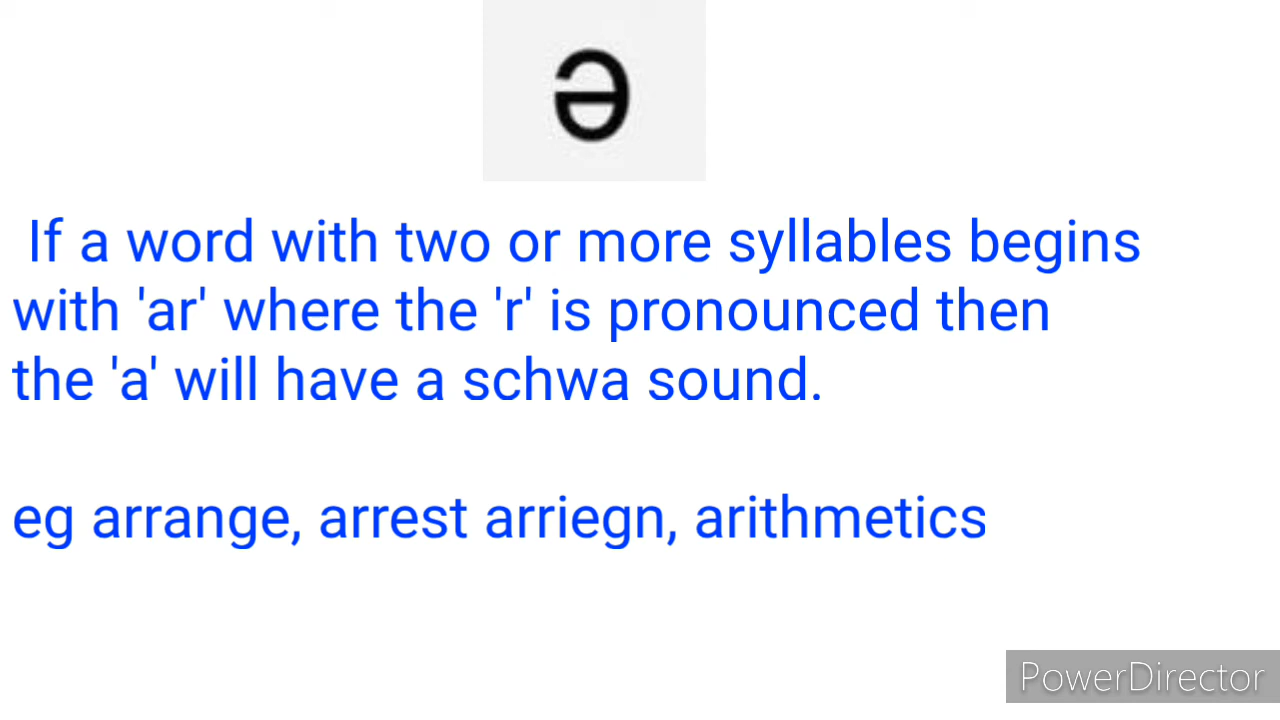 ə
If a word with two or more syllables begins
with 'ar' where the 'r' is pronounced then
the 'a' will have a schwa sound.
eg arrange, arrest arriegn, arithmetics
PowerDirector